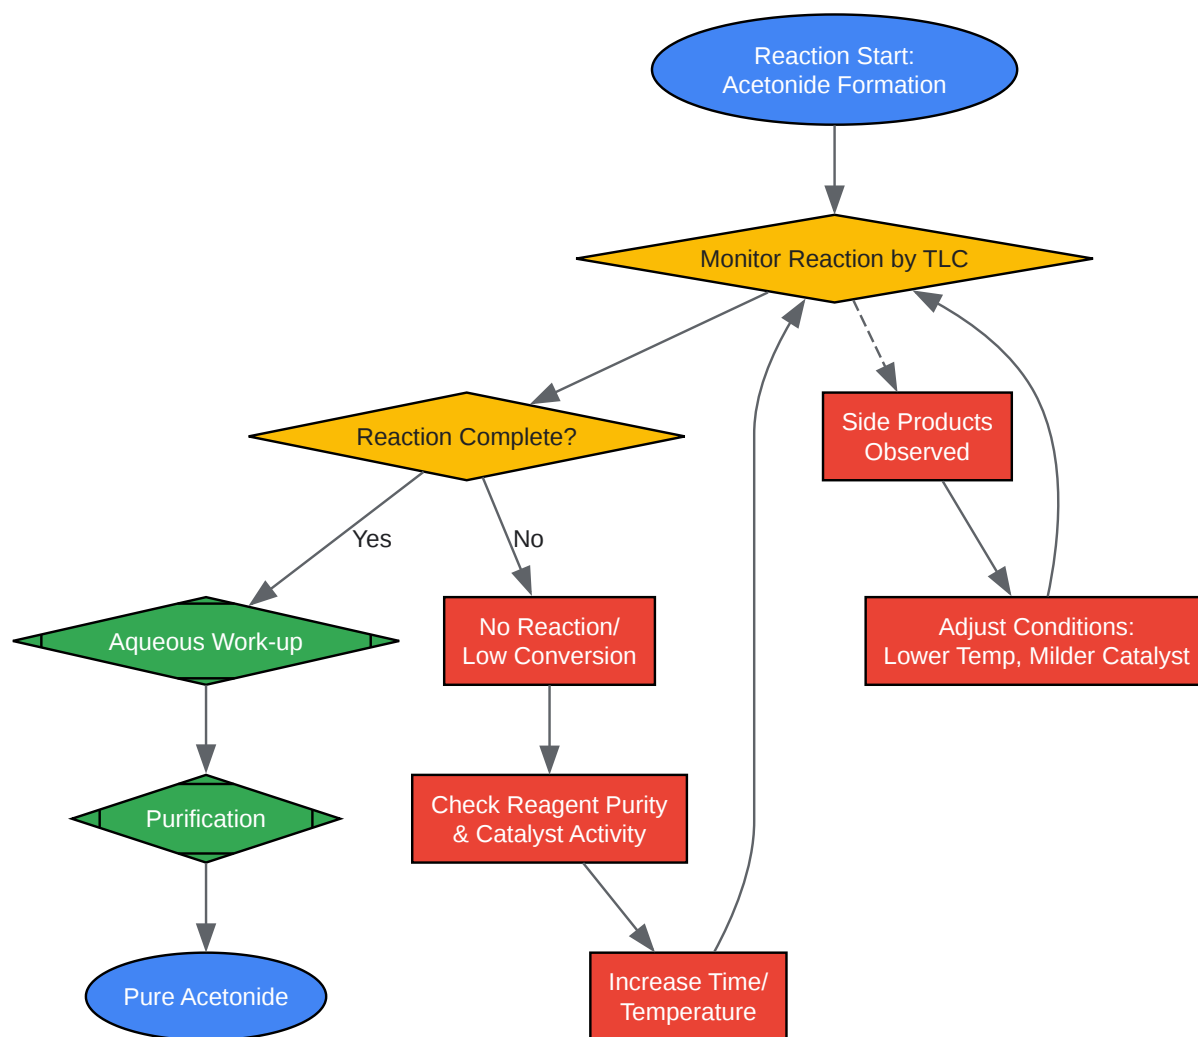 Reaction Start:
Acetonide Formation
Monitor Reaction by TLC
Side Products
Observed
Reaction Complete?
Yes
No
Aqueous Work-up
No Reaction/
Low Conversion
Adjust Conditions:
Lower Temp, Milder Catalyst
Purification
Check Reagent Purity
& Catalyst Activity
Pure Acetonide
Increase Time/
Temperature